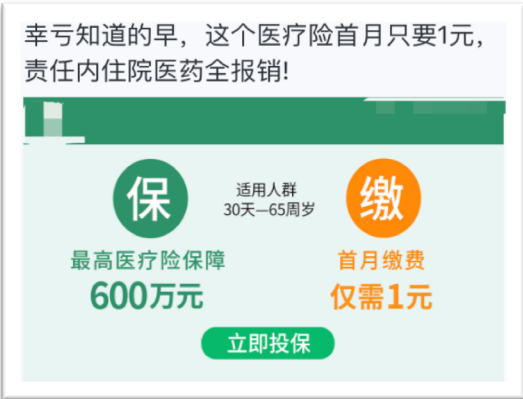 幸亏知道的早，这个医疗险首月只要1元，
责任内住院医药全报销!
保
适用人群
30天—65周岁
缴
最高医疗险保障
600万元
首月缴费
仅需1元
立即投保